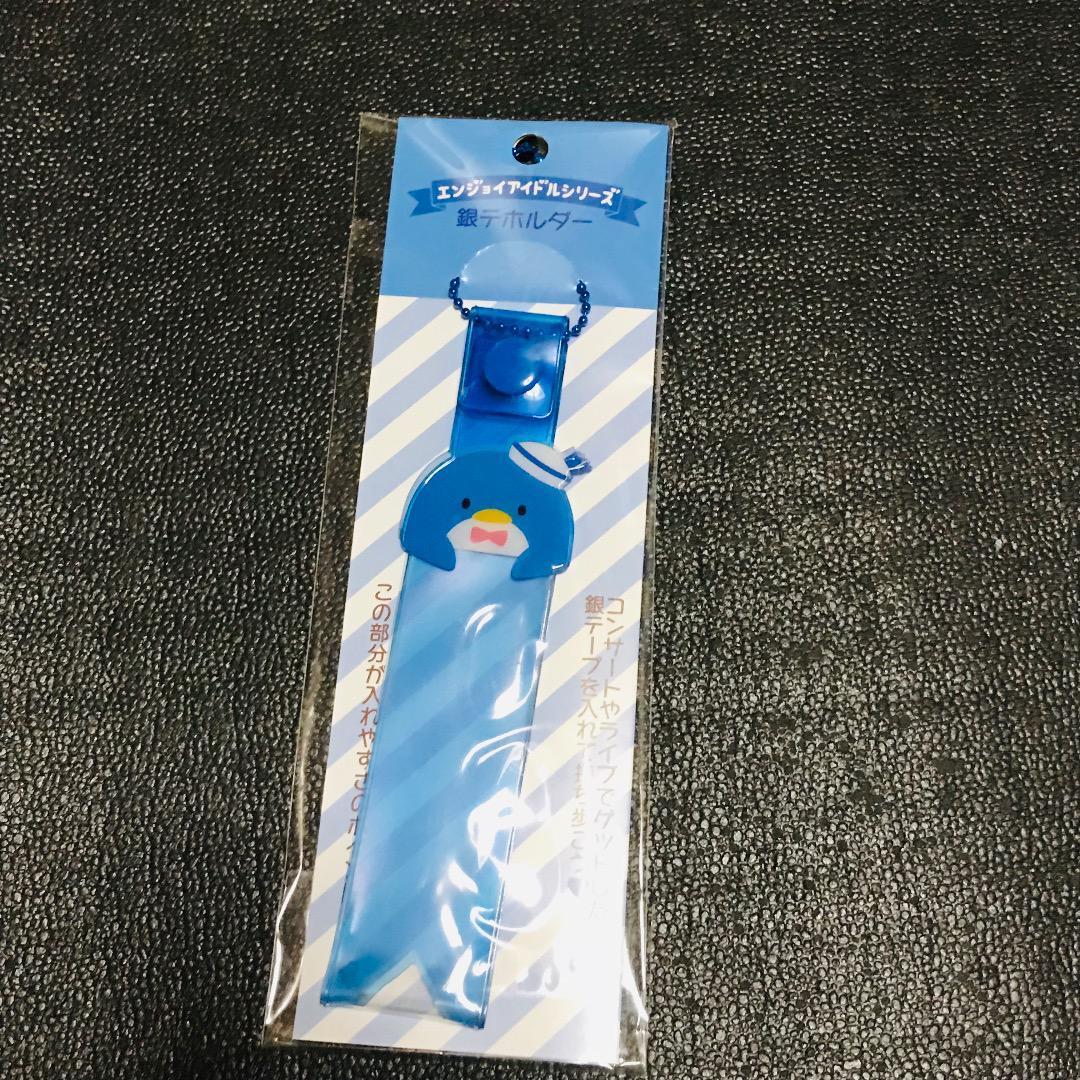 エンジョイアイドルシリーズ
銀テホルダー
コンサートやライブでゲットした
銀テープを入れて
この部分が入れやすさのポイ